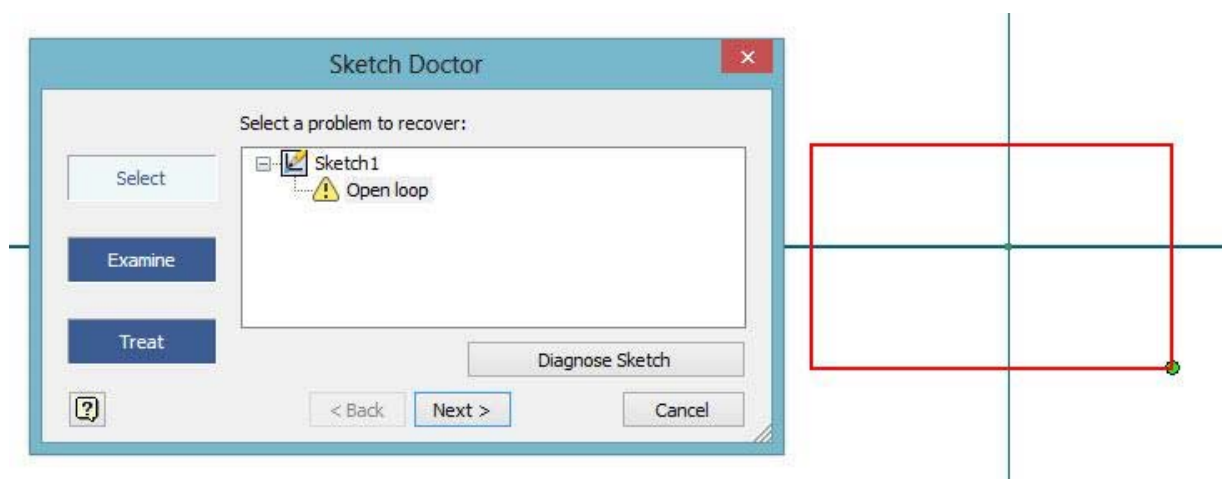 Sketch Doctor
Select a problem to recover:
Select
Sketch1
Open loop
Examine
Treat
Diagnose Sketch
< Back
Next >
Cancel